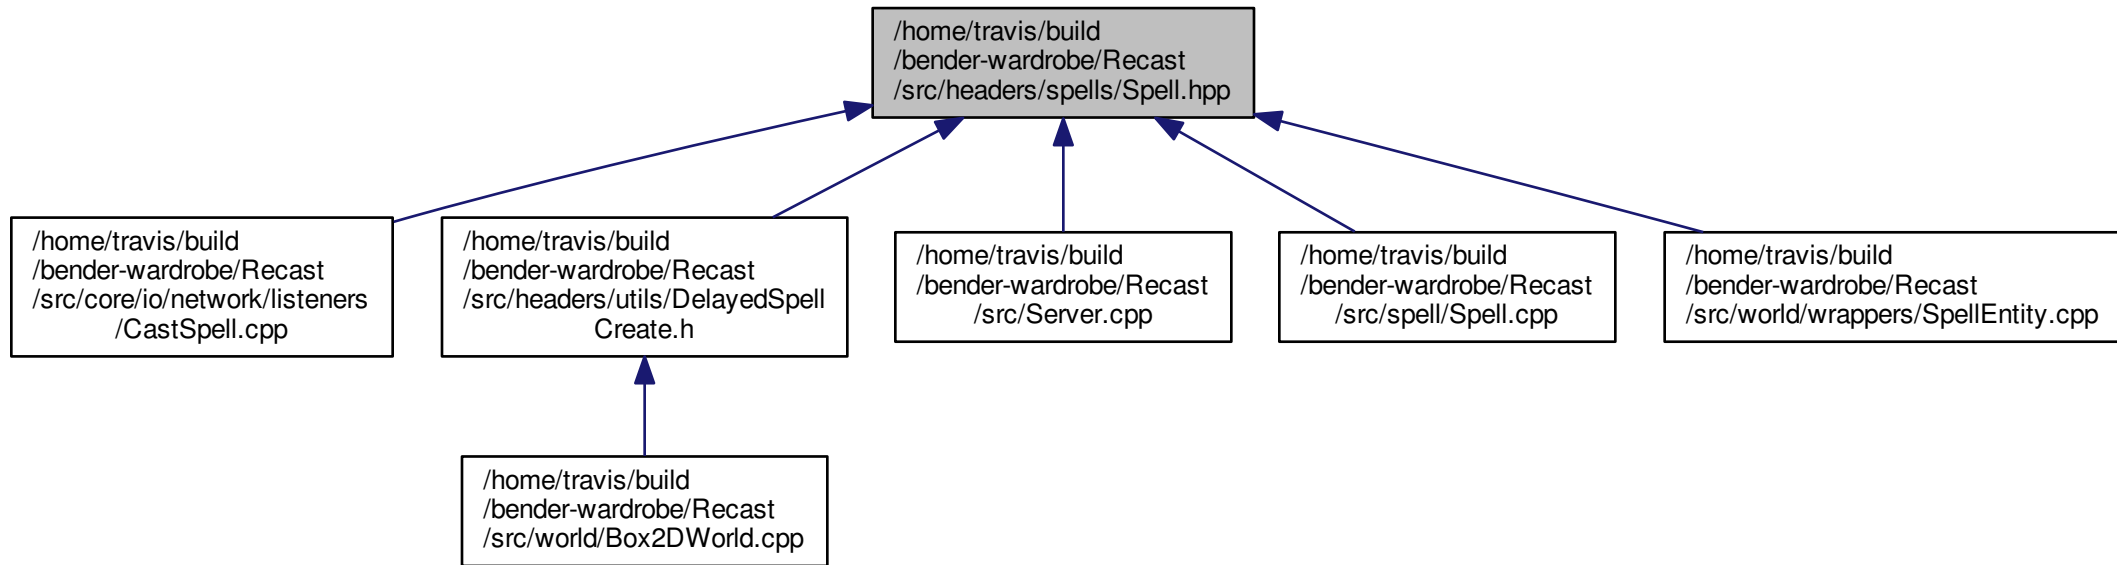 /home/travis/build
/bender-wardrobe/Recast
/src/headers/spells/Spell.hpp
/home/travis/build
/bender-wardrobe/Recast
/src/core/io/network/listeners
/CastSpell.cpp
/home/travis/build
/bender-wardrobe/Recast
/src/headers/utils/DelayedSpell
Create.h
/home/travis/build
/bender-wardrobe/Recast
/src/Server.cpp
/home/travis/build
/bender-wardrobe/Recast
/src/spell/Spell.cpp
/home/travis/build
/bender-wardrobe/Recast
/src/world/wrappers/SpellEntity.cpp
/home/travis/build
/bender-wardrobe/Recast
/src/world/Box2DWorld.cpp